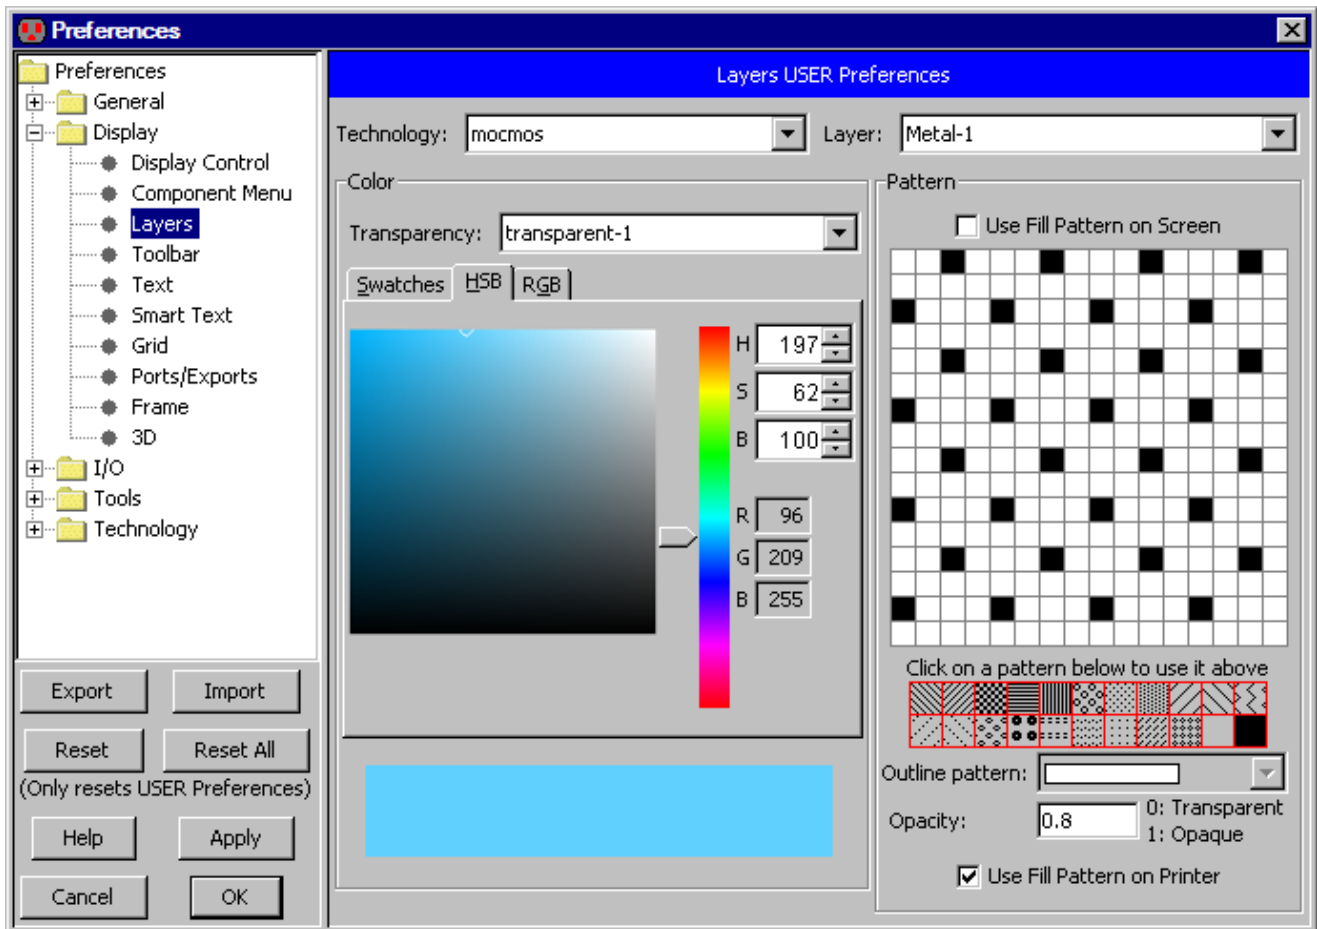 Preferences
Preferences
General
Display
Display Control
Component Menu
Layers
Toolbar
Text
Smart Text
Grid
Ports/Exports
Frame
3D
I/O
Tools
Technology
Export Import
Reset Reset All
(Only resets USER Preferences)
Help Apply
Cancel OK
Layers USER Preferences
Technology: mocmos Layer: Metal-1
Color
Transparency: transparent-1
Swatches HSB RGB
H 197
S 62
B 100
R 96
G 209
B 255
Pattern
Use Fill Pattern on Screen
Click on a pattern below to use it above
Outline pattern:
Opacity: 0.8 0: Transparent
1: Opaque
Use Fill Pattern on Printer